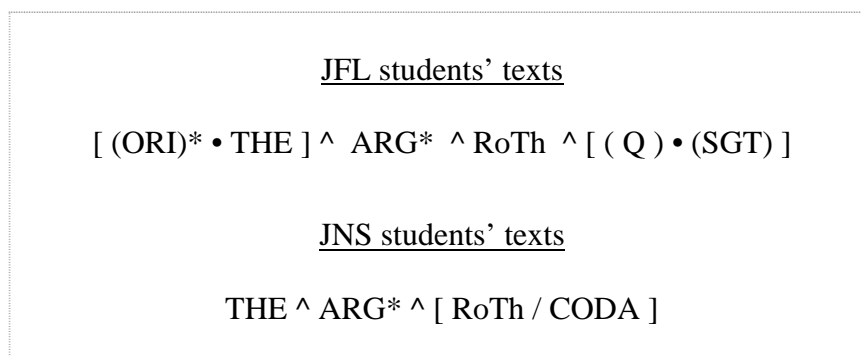 JFL students’ texts
[ (ORI)* • THE ] ^ ARG* ^ RoTh ^ [ ( Q ) • (SGT) ]
JNS students’ texts
THE ^ ARG* ^ [ RoTh / CODA ]